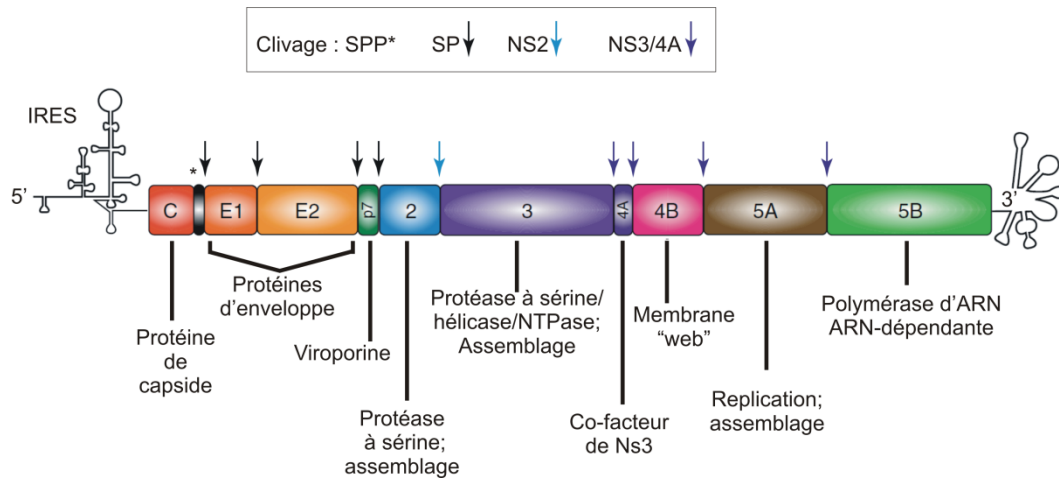 Clivage : SPP* SP NS2 NS3/4A
IRES
5’
*
C
E1
E2
p7
2
3
4A
4B
5A
5B
3’
Protéine
de
capside
Protéines
d’enveloppe
Viroporine
Protéase
à sérine;
assemblage
Protéase à sérine/
hélicase/NTPase;
Assemblage
Co-facteur
de Ns3
Membrane
“web”
Replication;
assemblage
Polymérase d’ARN
ARN-dépendante